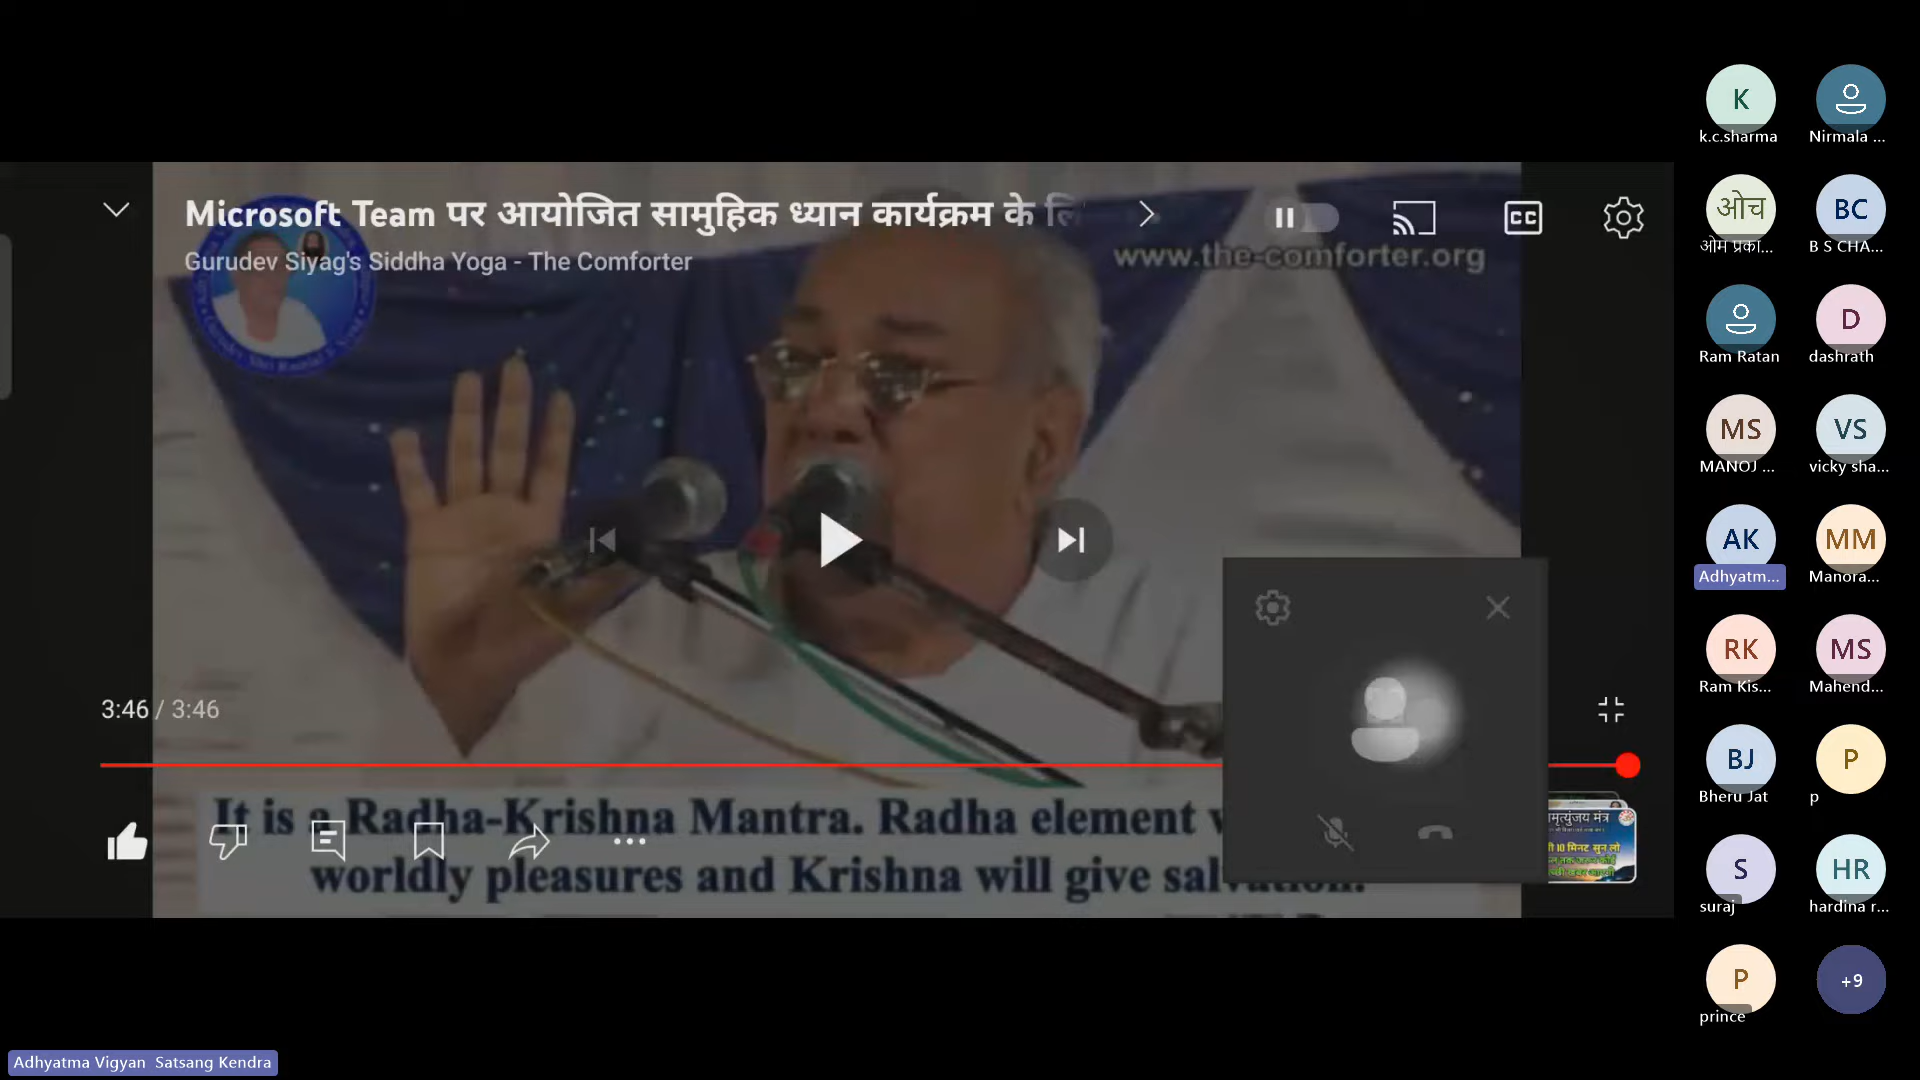 Microsoft Team पर आयोजित सामुहिक ध्यान कार्यक्रम के
Gurudev Siyag's Siddha Yoga - The Comforter
www.the-comforter.org
CC
3:46 / 3:46
It is a Radha-Krishna Mantra. Radha element
worldly pleasures and Krishna will give salvation.
मिनट सुन लो
K
k.c.sharma
Nirmala ...
ओच
ओम प्रका...
BC
B S CHA...
Ram Ratan
D
dashrath
MS
MANOJ ...
VS
vicky sha...
AK
Adhyatm...
MM
Manora...
RK
Ram Kis...
MS
Mahend...
BJ
Bheru Jat
P
p
S
suraj
HR
hardina r...
P
prince
+9
Adhyatma Vigyan Satsang Kendra